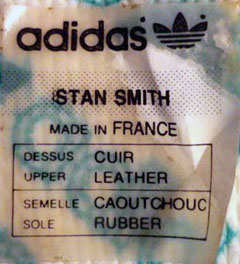 adidas
STAN SMITH
MADE IN FRANCE
DESSUS CUIR
UPPER LEATHER
SEMELLE CAOUTCHOUC
SOLE RUBBER